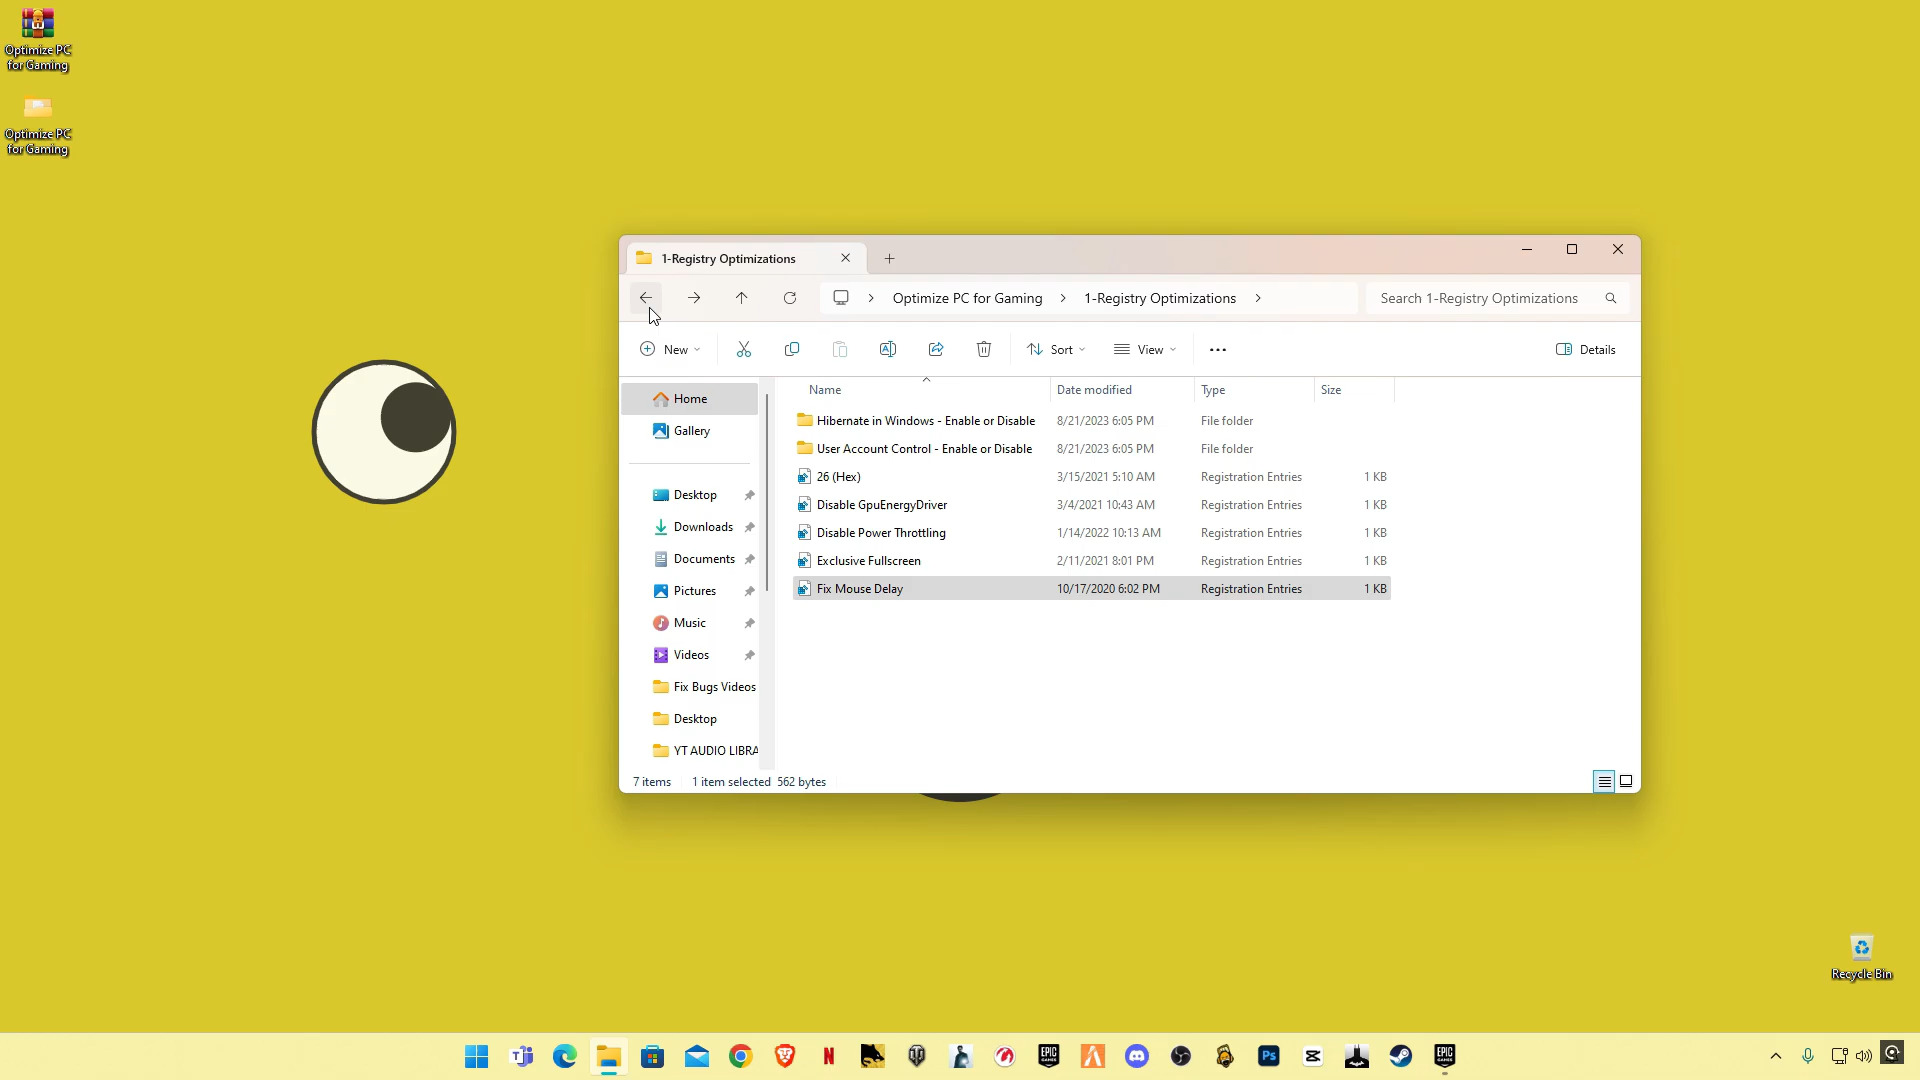 Optimize PC
for Gaming
Optimize PC
for Gaming
1-Registry Optimizations
Optimize PC for Gaming
1-Registry Optimizations
Search 1-Registry Optimizations
New
Sort
View
Details
Home
Gallery
Desktop
Downloads
Documents
Pictures
Music
Videos
Fix Bugs Videos
Desktop
YT AUDIO LIBRA
Name Date modified Type Size
Hibernate in Windows - Enable or Disable 8/21/2023 6:05 PM File folder
User Account Control - Enable or Disable 8/21/2023 6:05 PM File folder
26 (Hex) 3/15/2021 5:10 AM Registration Entries 1 KB
Disable GpuEnergyDriver 3/4/2021 10:43 AM Registration Entries 1 KB
Disable Power Throttling 1/14/2022 10:13 AM Registration Entries 1 KB
Exclusive Fullscreen 2/11/2021 8:01 PM Registration Entries 1 KB
Fix Mouse Delay 10/17/2020 6:02 PM Registration Entries 1 KB
7 items 1 item selected 562 bytes
Recycle Bin
N
EPIC
GAMES
Ps
EPIC
GAMES